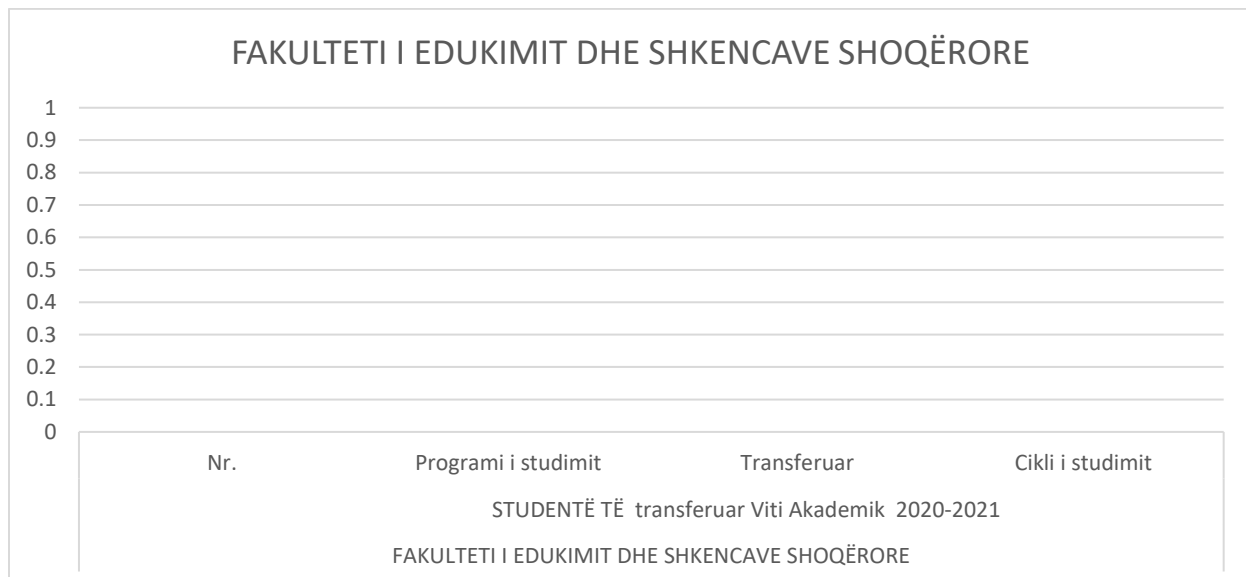 FAKULTETI I EDUKIMIT DHE SHKENCAVE SHOQËRORE
1
0.9
0.8
0.7
0.6
0.5
0.4
0.3
0.2
0.1
0
Nr. Programi i studimit Transferuar Cikli i studimit
STUDENTË TË  transferuar Viti Akademik  2020-2021
FAKULTETI I EDUKIMIT DHE SHKENCAVE SHOQËRORE